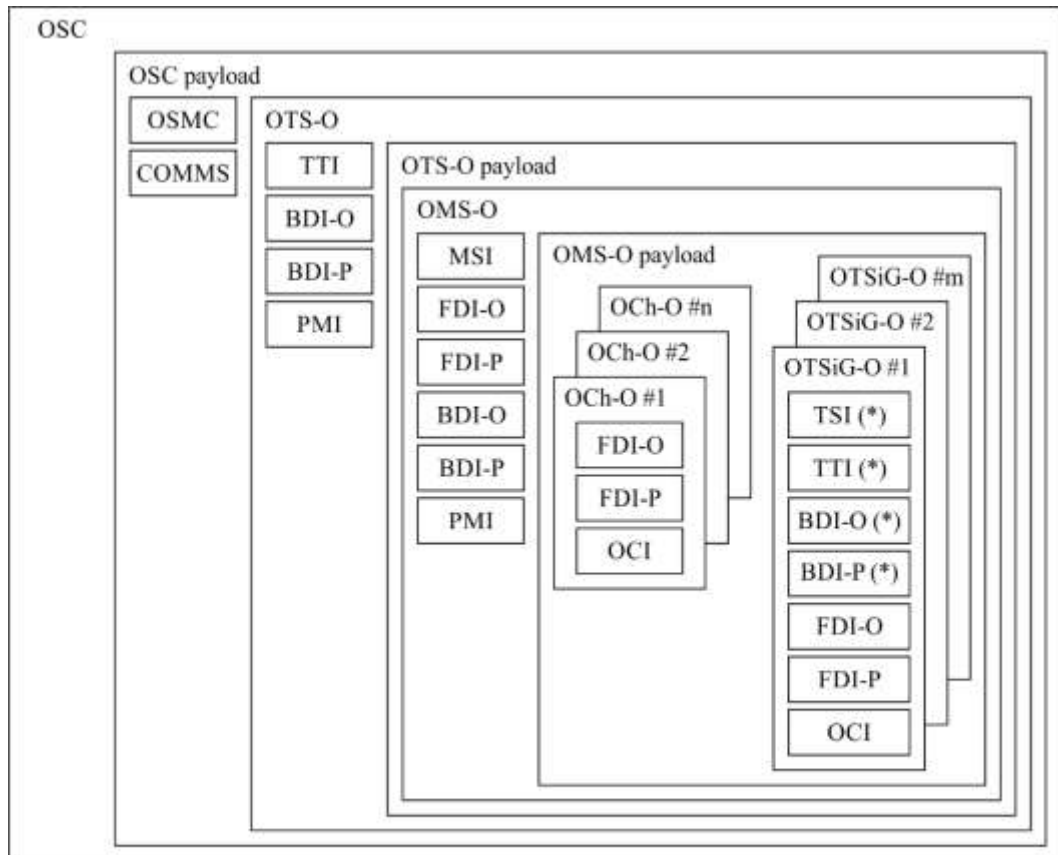 OSC
OSC payload
OSMC
COMMS
OTS-O
TTI
BDI-O
BDI-P
PMI
OTS-O payload
OMS-O
MSI
FDI-O
FDI-P
BDI-O
BDI-P
PMI
OMS-O payload
OCh-O #n
OCh-O #2
OCh-O #1
FDI-O
FDI-P
OCI
OTSiG-O #m
OTSiG-O #2
OTSiG-O #1
TSI (*)
TTI (*)
BDI-O (*)
BDI-P (*)
FDI-O
FDI-P
OCI